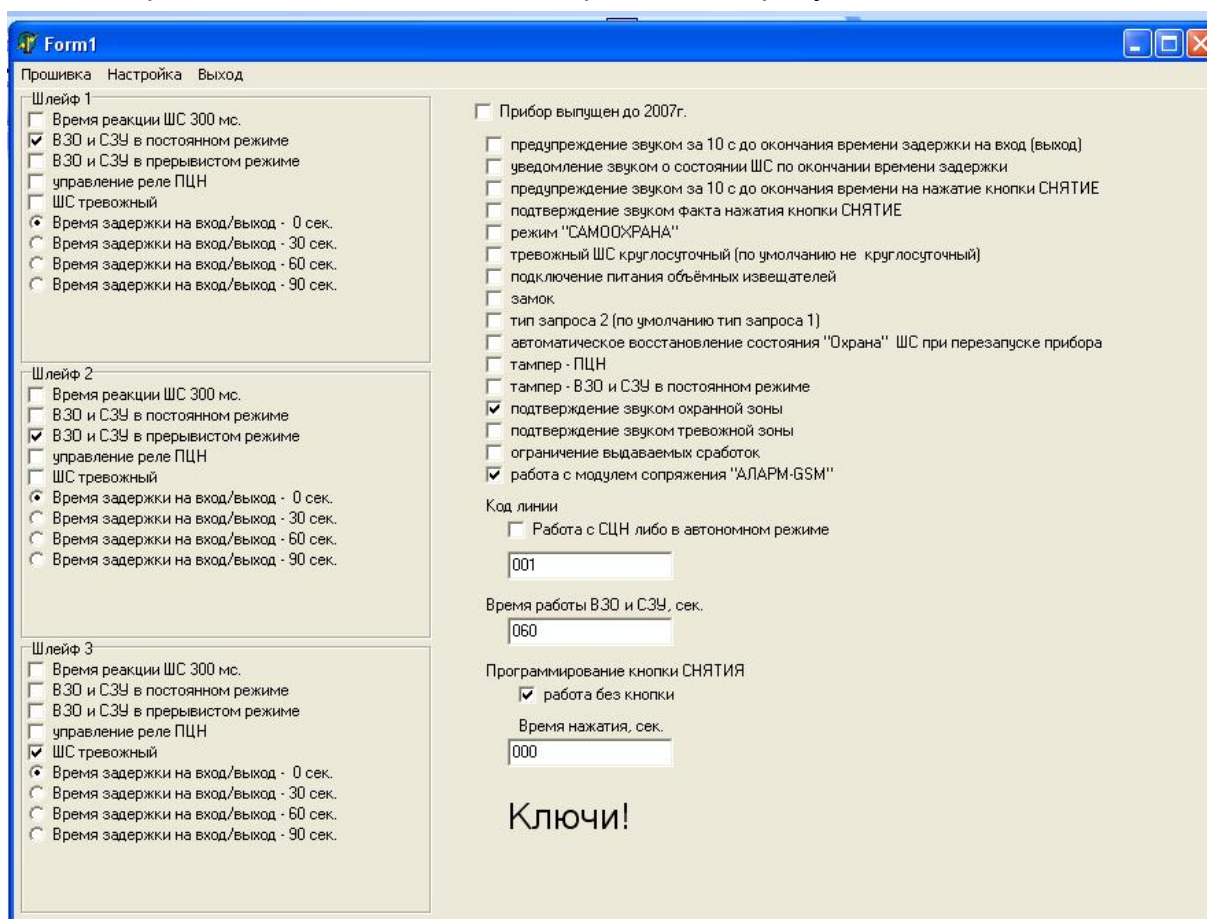 Form1
Прошивка Настройка Выход
Шлейф 1
Время реакции ШС 300 мс.
ВЗО и СЗУ в постоянном режиме
ВЗО и СЗУ в прерывистом режиме
управление реле ПЦН
ШС тревожный
Время задержки на вход/выход - 0 сек.
Время задержки на вход/выход - 30 сек.
Время задержки на вход/выход - 60 сек.
Время задержки на вход/выход - 90 сек.
Шлейф 2
Время реакции ШС 300 мс.
ВЗО и СЗУ в постоянном режиме
ВЗО и СЗУ в прерывистом режиме
управление реле ПЦН
ШС тревожный
Время задержки на вход/выход - 0 сек.
Время задержки на вход/выход - 30 сек.
Время задержки на вход/выход - 60 сек.
Время задержки на вход/выход - 90 сек.
Шлейф 3
Время реакции ШС 300 мс.
ВЗО и СЗУ в постоянном режиме
ВЗО и СЗУ в прерывистом режиме
управление реле ПЦН
ШС тревожный
Время задержки на вход/выход - 0 сек.
Время задержки на вход/выход - 30 сек.
Время задержки на вход/выход - 60 сек.
Время задержки на вход/выход - 90 сек.
Прибор выпущен до 2007г.
предупреждение звуком за 10 с до окончания времени задержки на вход (выход)
уведомление звуком о состоянии ШС по окончании времени задержки
предупреждение звуком за 10 с до окончания времени на нажатие кнопки СНЯТИЕ
подтверждение звуком факта нажатия кнопки СНЯТИЕ
режим "САМООХРАНА"
тревожный ШС круглосуточный (по умолчанию не круглосуточный)
подключение питания объёмных извещателей
замок
тип запроса 2 (по умолчанию тип запроса 1)
автоматическое восстановление состояния "Охрана" ШС при перезапуске прибора
тампер - ПЦН
тампер - ВЗО и СЗУ в постоянном режиме
подтверждение звуком охранной зоны
подтверждение звуком тревожной зоны
ограничение выдаваемых сработок
работа с модулем сопряжения "АЛАРМ-GSM"
Код линии
Работа с СЦН либо в автономном режиме
001
Время работы ВЗО и СЗУ, сек.
060
Программирование кнопки СНЯТИЯ
работа без кнопки
Время нажатия, сек.
000
Ключи!